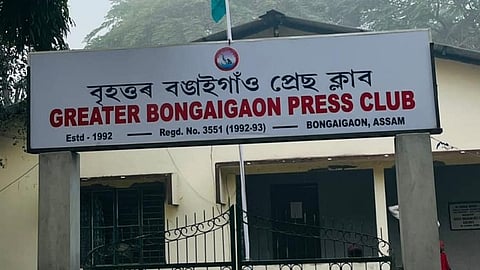 বৃহত্তৰ বঙাইগাঁও প্ৰেছ ক্লাব
GREATER BONGAIGAON PRESS CLUB
Estd - 1992 — Regd. No. 3551 (1992-93) — BONGAIGAON, ASSAM